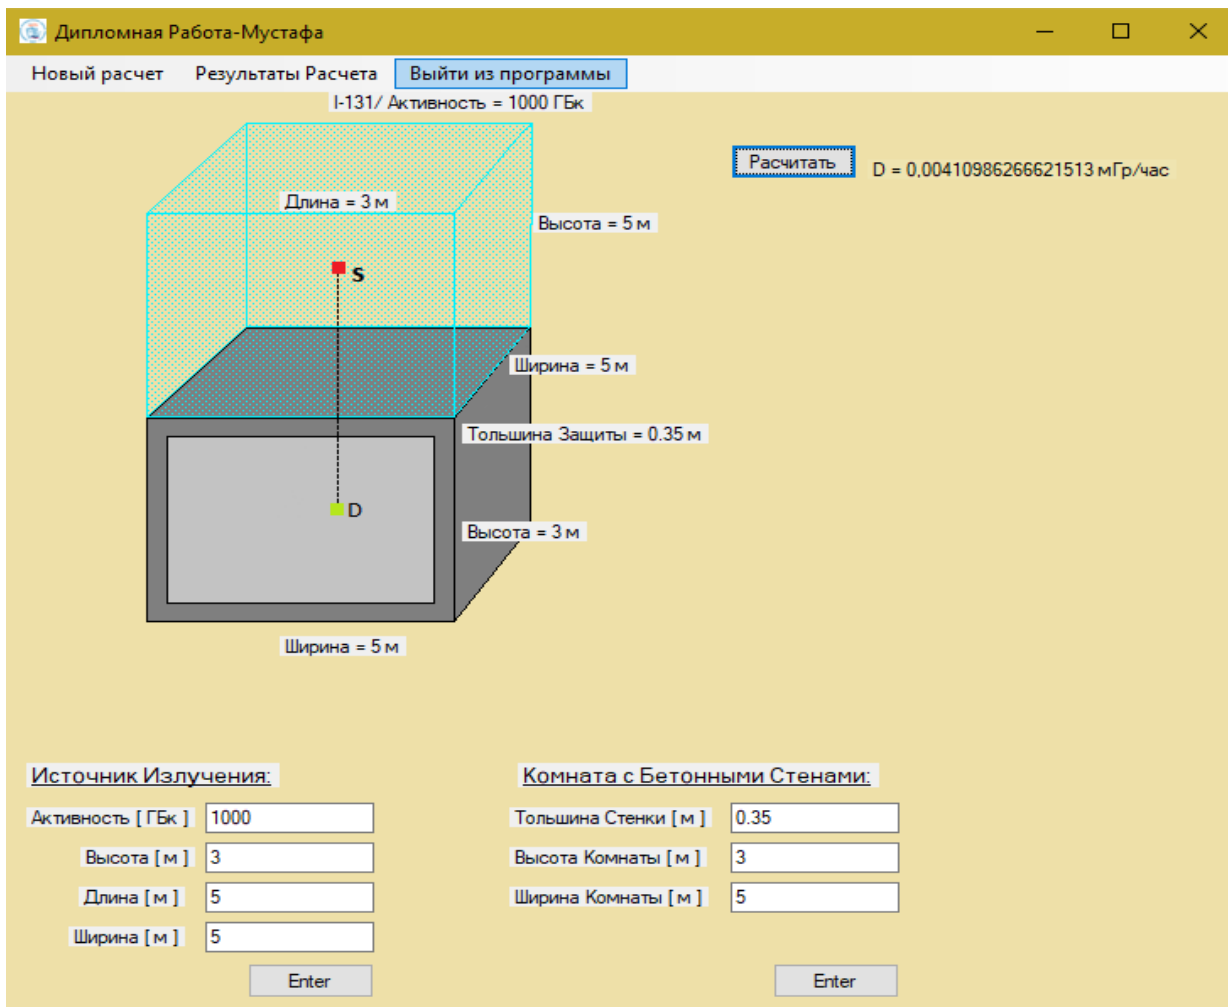 Дипломная Работа-Мустафа
Новый расчет Результаты Расчета Выйти из программы
I-131/ Активность = 1000 ГБк
Расчитать D = 0,00410986266621513 мГр/час
Длина = 3 м
Высота = 5 м
S
Ширина = 5 м
Тольшина Защиты = 0.35 м
D
Высота = 3 м
Ширина = 5 м
Источник Излучения:
Активность [ ГБк ] 1000
Высота [ м ] 3
Длина [ м ] 5
Ширина [ м ] 5
Enter
Комната с Бетонными Стенами:
Тольшина Стенки [ м ] 0.35
Высота Комнаты [ м ] 3
Ширина Комнаты [ м ] 5
Enter